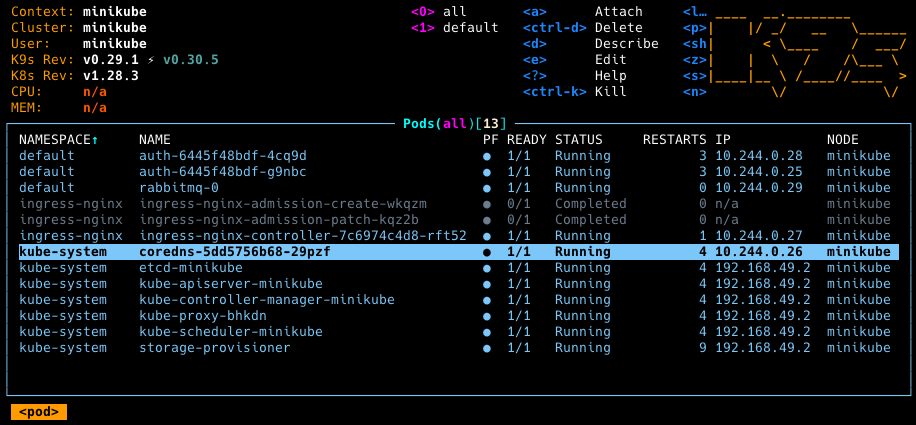 Context: minikube <0> all <a> Attach <l…
Cluster: minikube <1> default <ctrl-d> Delete <p>
User: minikube <d> Describe <sh
K9s Rev: v0.29.1 ⚡ v0.30.5 <e> Edit <z>
K8s Rev: v1.28.3 <?> Help <s>
CPU: n/a <ctrl-k> Kill <n>
MEM: n/a
Pods(all)[13]
NAMESPACE↑ NAME PF READY STATUS RESTARTS IP NODE
default auth-6445f48bdf-4cq9d ● 1/1 Running 3 10.244.0.28 minikube
default auth-6445f48bdf-g9nbc ● 1/1 Running 3 10.244.0.25 minikube
default rabbitmq-0 ● 1/1 Running 0 10.244.0.29 minikube
ingress-nginx ingress-nginx-admission-create-wkqzm ● 0/1 Completed 0 n/a minikube
ingress-nginx ingress-nginx-admission-patch-kqz2b ● 0/1 Completed 0 n/a minikube
ingress-nginx ingress-nginx-controller-7c6974c4d8-rft52 ● 1/1 Running 1 10.244.0.27 minikube
kube-system coredns-5dd5756b68-29pzf ● 1/1 Running 4 10.244.0.26 minikube
kube-system etcd-minikube ● 1/1 Running 4 192.168.49.2 minikube
kube-system kube-apiserver-minikube ● 1/1 Running 4 192.168.49.2 minikube
kube-system kube-controller-manager-minikube ● 1/1 Running 4 192.168.49.2 minikube
kube-system kube-proxy-bhkdn ● 1/1 Running 4 192.168.49.2 minikube
kube-system kube-scheduler-minikube ● 1/1 Running 4 192.168.49.2 minikube
kube-system storage-provisioner ● 1/1 Running 9 192.168.49.2 minikube
<pod>